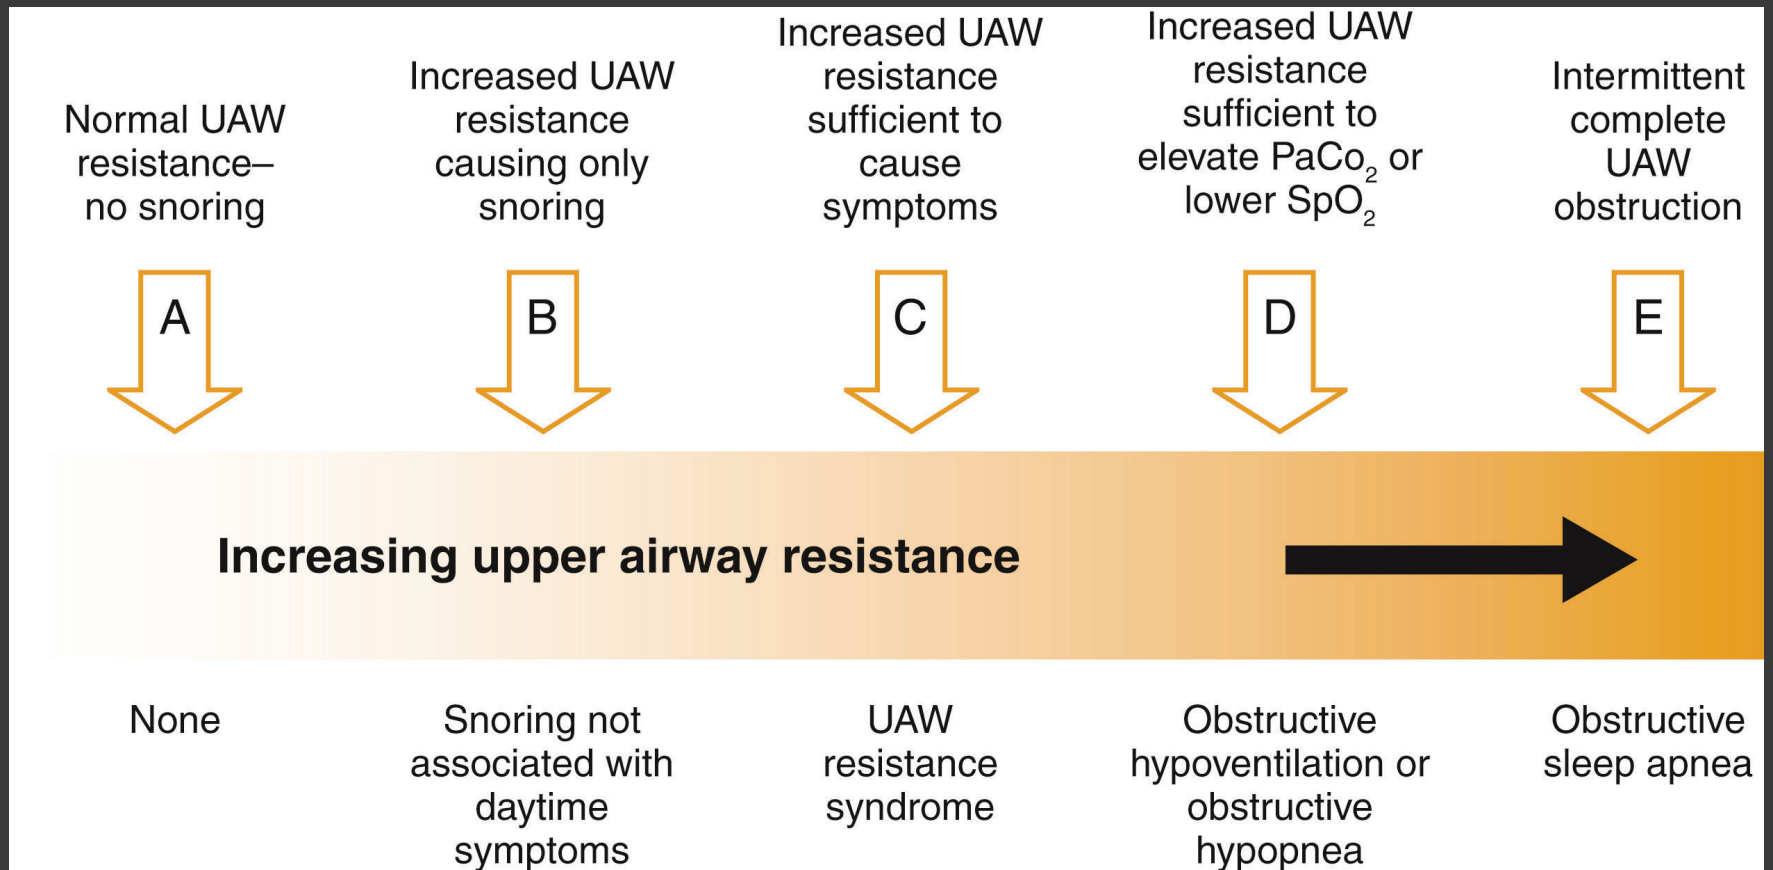 Normal UAW
resistance–
no snoring
Increased UAW
resistance
causing only
snoring
Increased UAW
resistance
sufficient to
cause
symptoms
Increased UAW
resistance
sufficient to
elevate PaCo₂ or
lower SpO₂
Intermittent
complete
UAW
obstruction
A
B
C
D
E
Increasing upper airway resistance
None
Snoring not
associated with
daytime
symptoms
UAW
resistance
syndrome
Obstructive
hypoventilation or
obstructive
hypopnea
Obstructive
sleep apnea